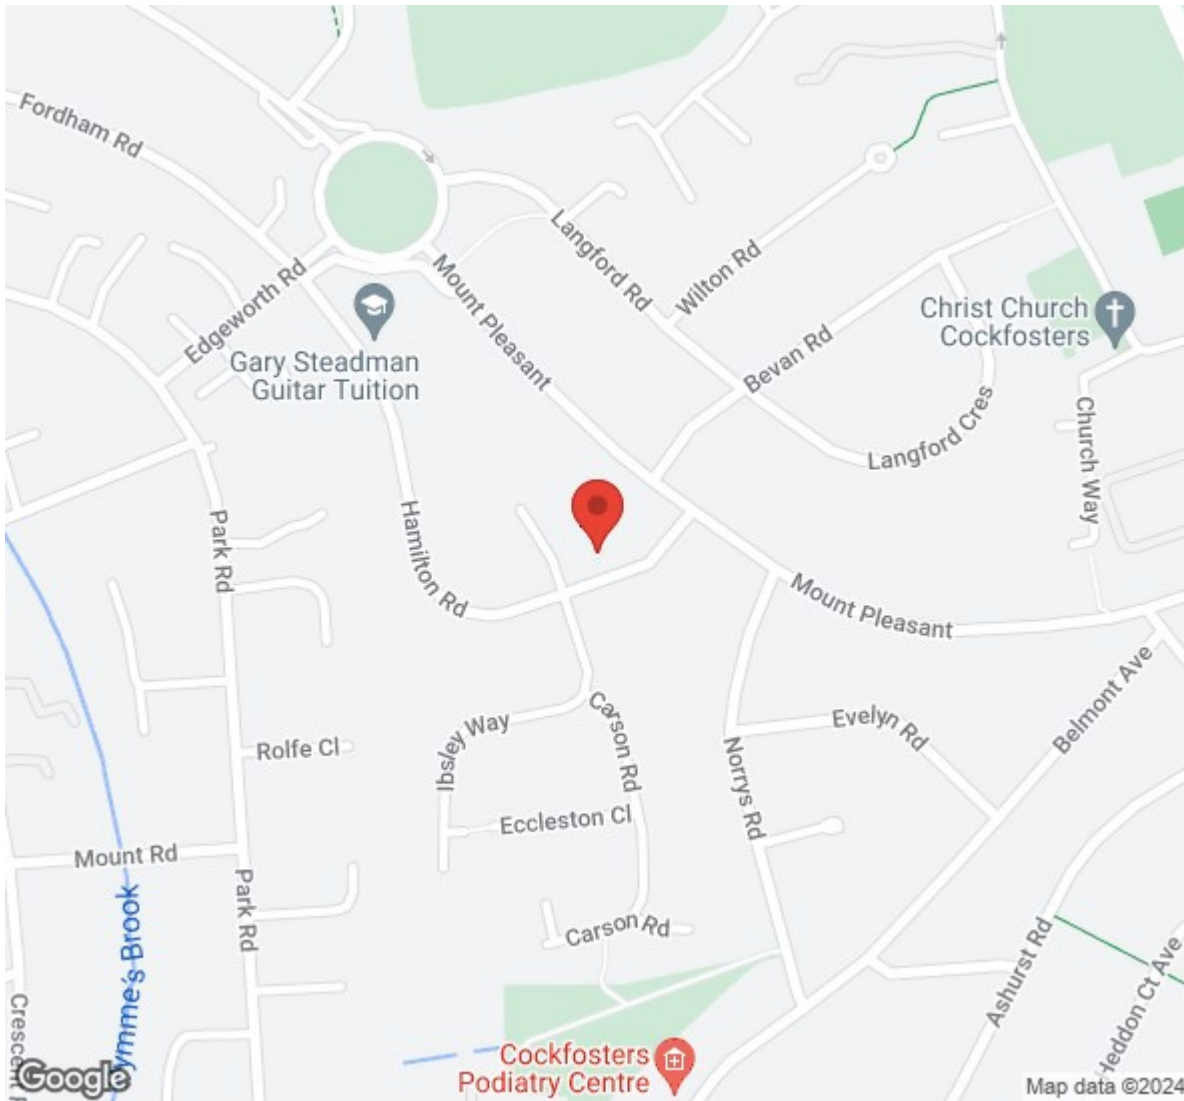 Fordham Rd
Langford Rd
Wilton Rd
Edgeworth Rd
Mount Pleasant
Gary Steadman
Guitar Tuition
Bevan Rd
Christ Church
Cockfosters
Langford Cres
Church Way
Hamilton Rd
Park Rd
Mount Pleasant
Belmont Ave
Evelyn Rd
Carson Rd
Ibsley Way
Norrys Rd
Rolfe Cl
Eccleston Cl
Mount Rd
Park Rd
Carson Rd
ymme's Brook
Ashurst Rd
Heddon Ct Ave
Crescent
Cockfosters
Podiatry Centre
Google
Map data ©2024